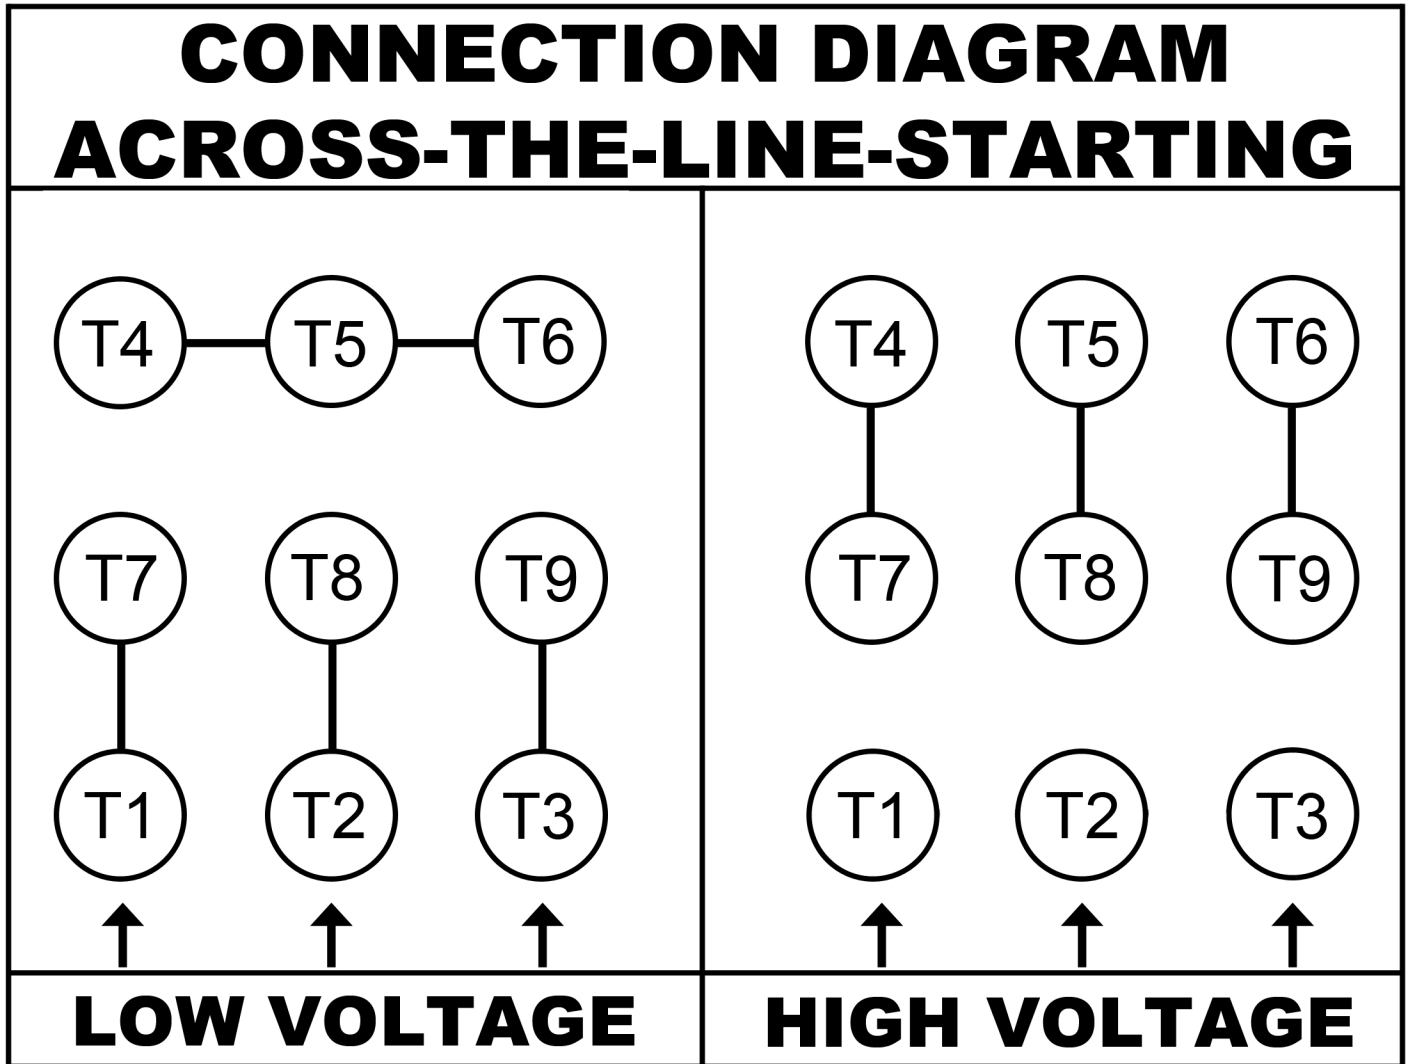 CONNECTION DIAGRAM
ACROSS-THE-LINE-STARTING
T4 T5 T6
T7 T8 T9
T1 T2 T3
LOW VOLTAGE
T4 T5 T6
T7 T8 T9
T1 T2 T3
HIGH VOLTAGE